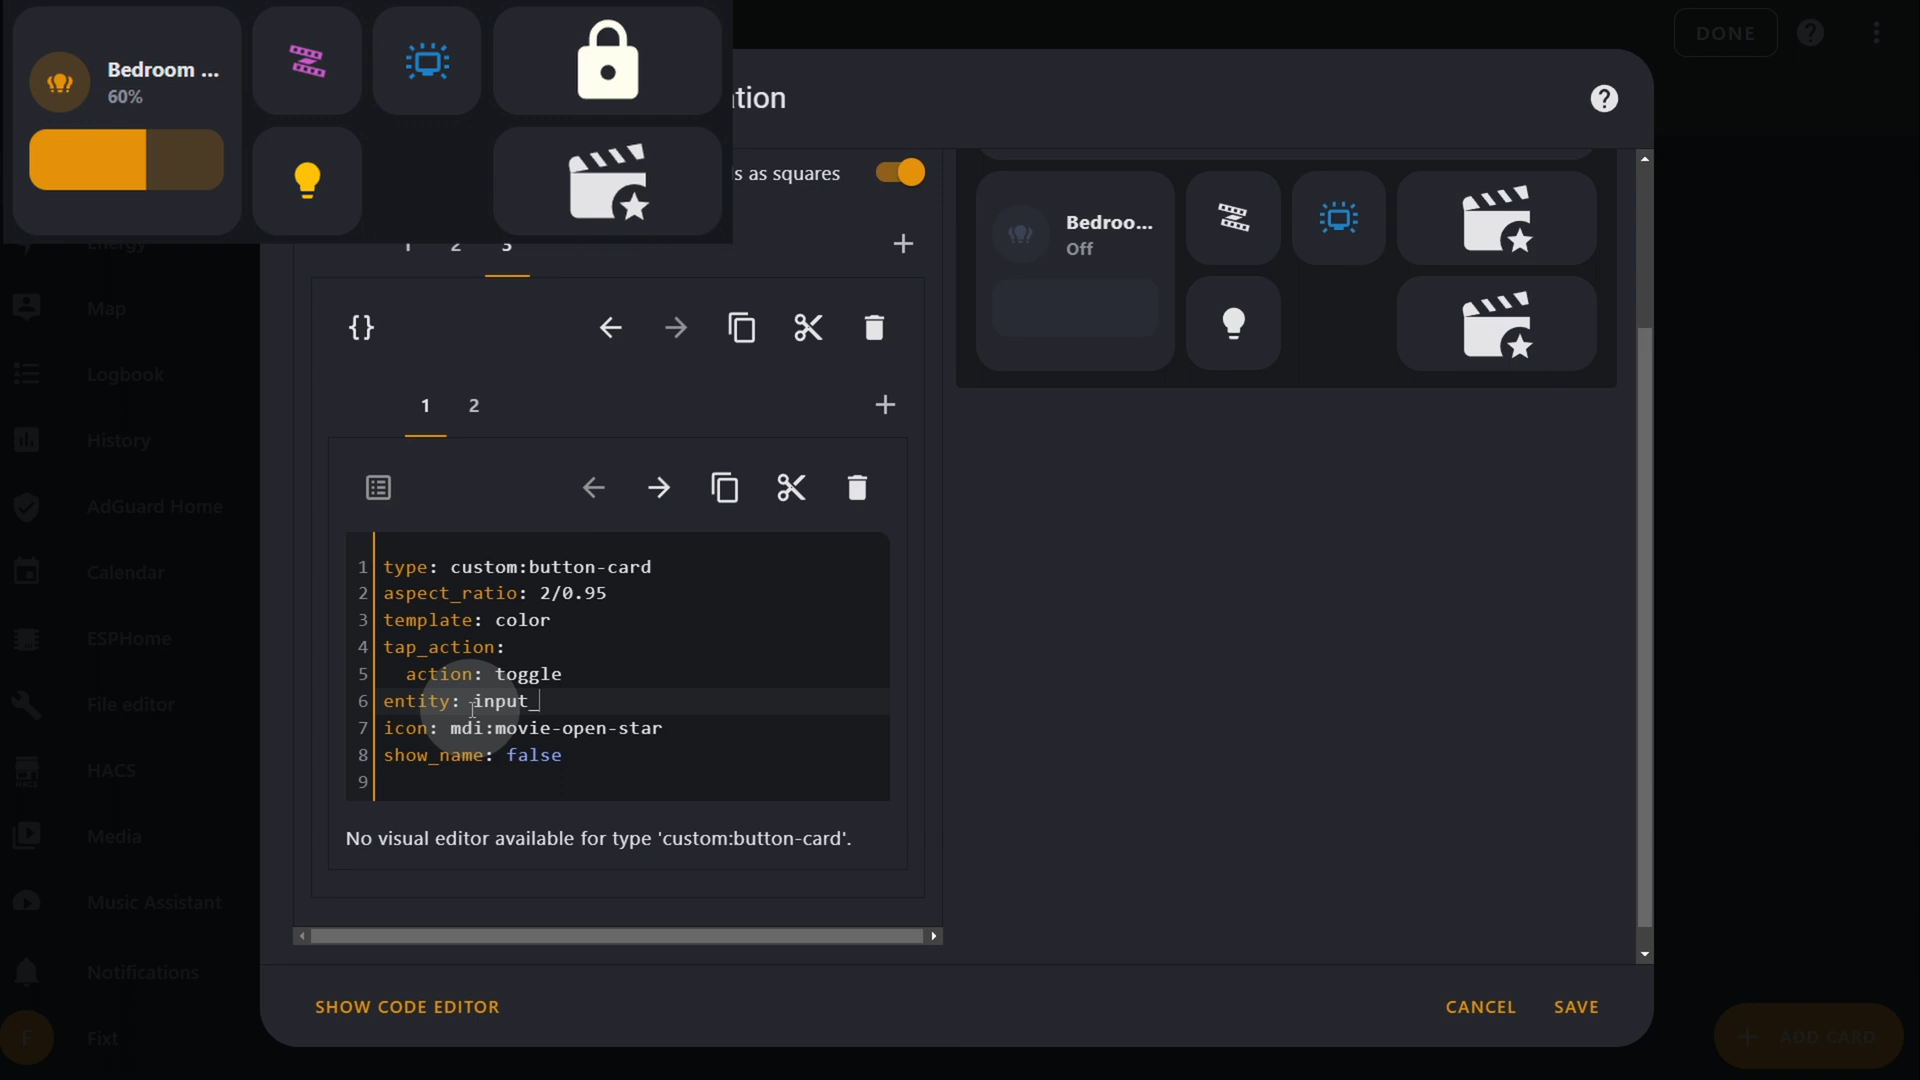 Bedroom ...
60%
DONE
tion
s as squares
1 2 3
Bedroo...
Off
Energy
Map
Logbook
History
AdGuard Home
Calendar
ESPHome
File editor
HACS
Media
Music Assistant
Notifications
F
Fixt
{}
1 2
1 type: custom:button-card
2 aspect_ratio: 2/0.95
3 template: color
4 tap_action:
5 action: toggle
6 entity: input_
7 icon: mdi:movie-open-star
8 show_name: false
9
No visual editor available for type 'custom:button-card'.
SHOW CODE EDITOR
CANCEL
SAVE
ADD CARD